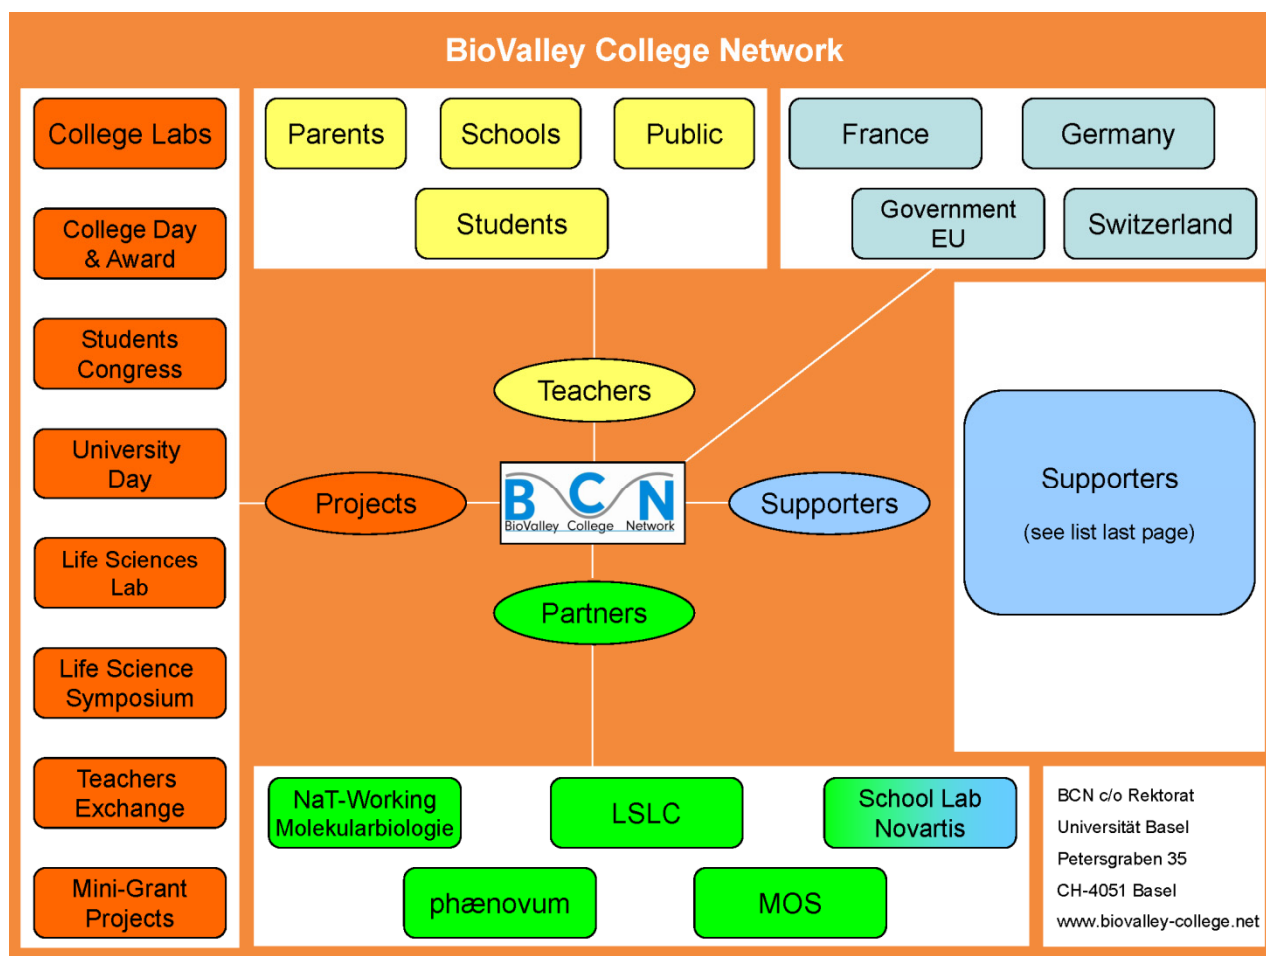 BioValley College Network
College Labs
College Day
& Award
Students
Congress
University
Day
Life Sciences
Lab
Life Science
Symposium
Teachers
Exchange
Mini-Grant
Projects
Parents
Schools
Public
Students
France
Germany
Government
EU
Switzerland
Teachers
Projects
B C N
BioValley College Network
Supporters
Partners
Supporters
(see list last page)
NaT-Working
Molekularbiologie
LSLC
School Lab
Novartis
phænovum
MOS
BCN c/o Rektorat
Universität Basel
Petersgraben 35
CH-4051 Basel
www.biovalley-college.net